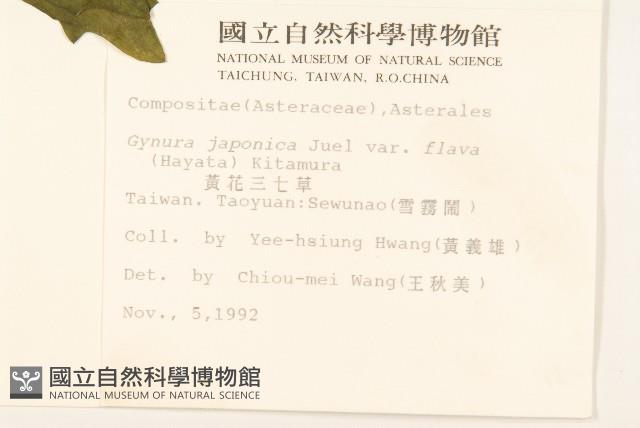 國立自然科學博物館
NATIONAL MUSEUM OF NATURAL SCIENCE
TAICHUNG, TAIWAN, R.O.CHINA
Compositae(Asteraceae),Asterales
Gynura japonica Juel var. flava
(Hayata) Kitamura
黃花三七草
Taiwan. Taoyuan:Sewunao(雪霧鬧)
Coll. by Yee-hsiung Hwang(黃義雄)
Det. by Chiou-mei Wang(王秋美)
Nov., 5,1992
國立自然科學博物館
NATIONAL MUSEUM OF NATURAL SCIENCE